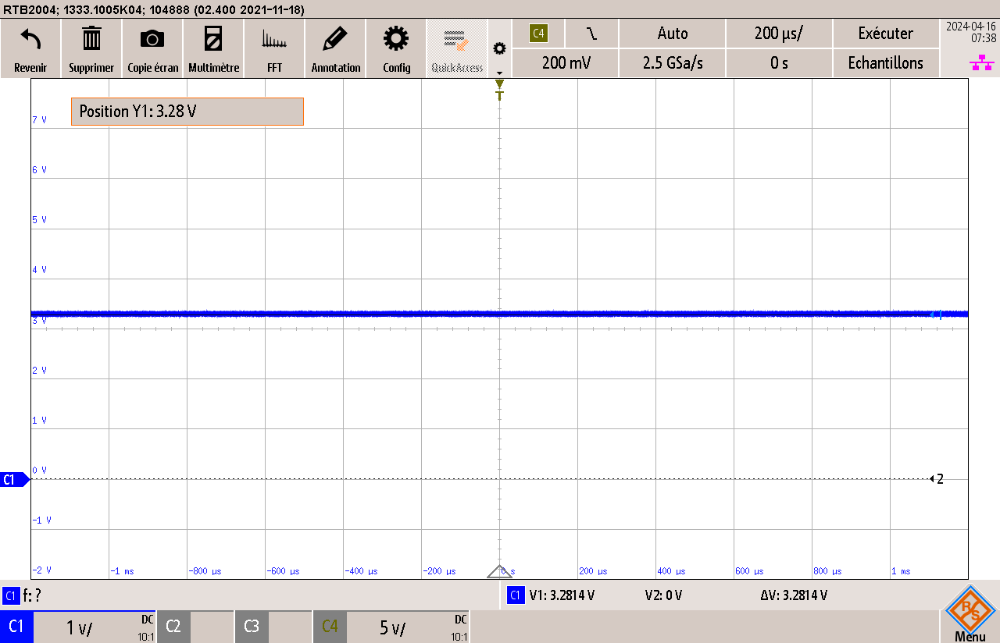 RTB2004; 1333.1005K04; 104888 (02.400 2021-11-18)
Revenir
Supprimer
Copie écran
Multimètre
FFT
Annotation
Config
C4
Auto
200 µs/
Exécuter
200 mV
2.5 GSa/s
0 s
Echantillons
2024-04-16
07:38
T
Position Y1: 3.28 V
7 V
6 V
5 V
4 V
3 V
1
2 V
1 V
0 V
2
-1 V
-2 V
-1 ms
-800 µs
-600 µs
-400 µs
-200 µs
0 s
200 µs
400 µs
600 µs
800 µs
1 ms
C1
C1 f: ?
C1 V1: 3.2814 V V2: 0 V ΔV: 3.2814 V
C1 1 V/ DC 10:1
C2
C3
C4 5 V/ DC 10:1
R S
Menu